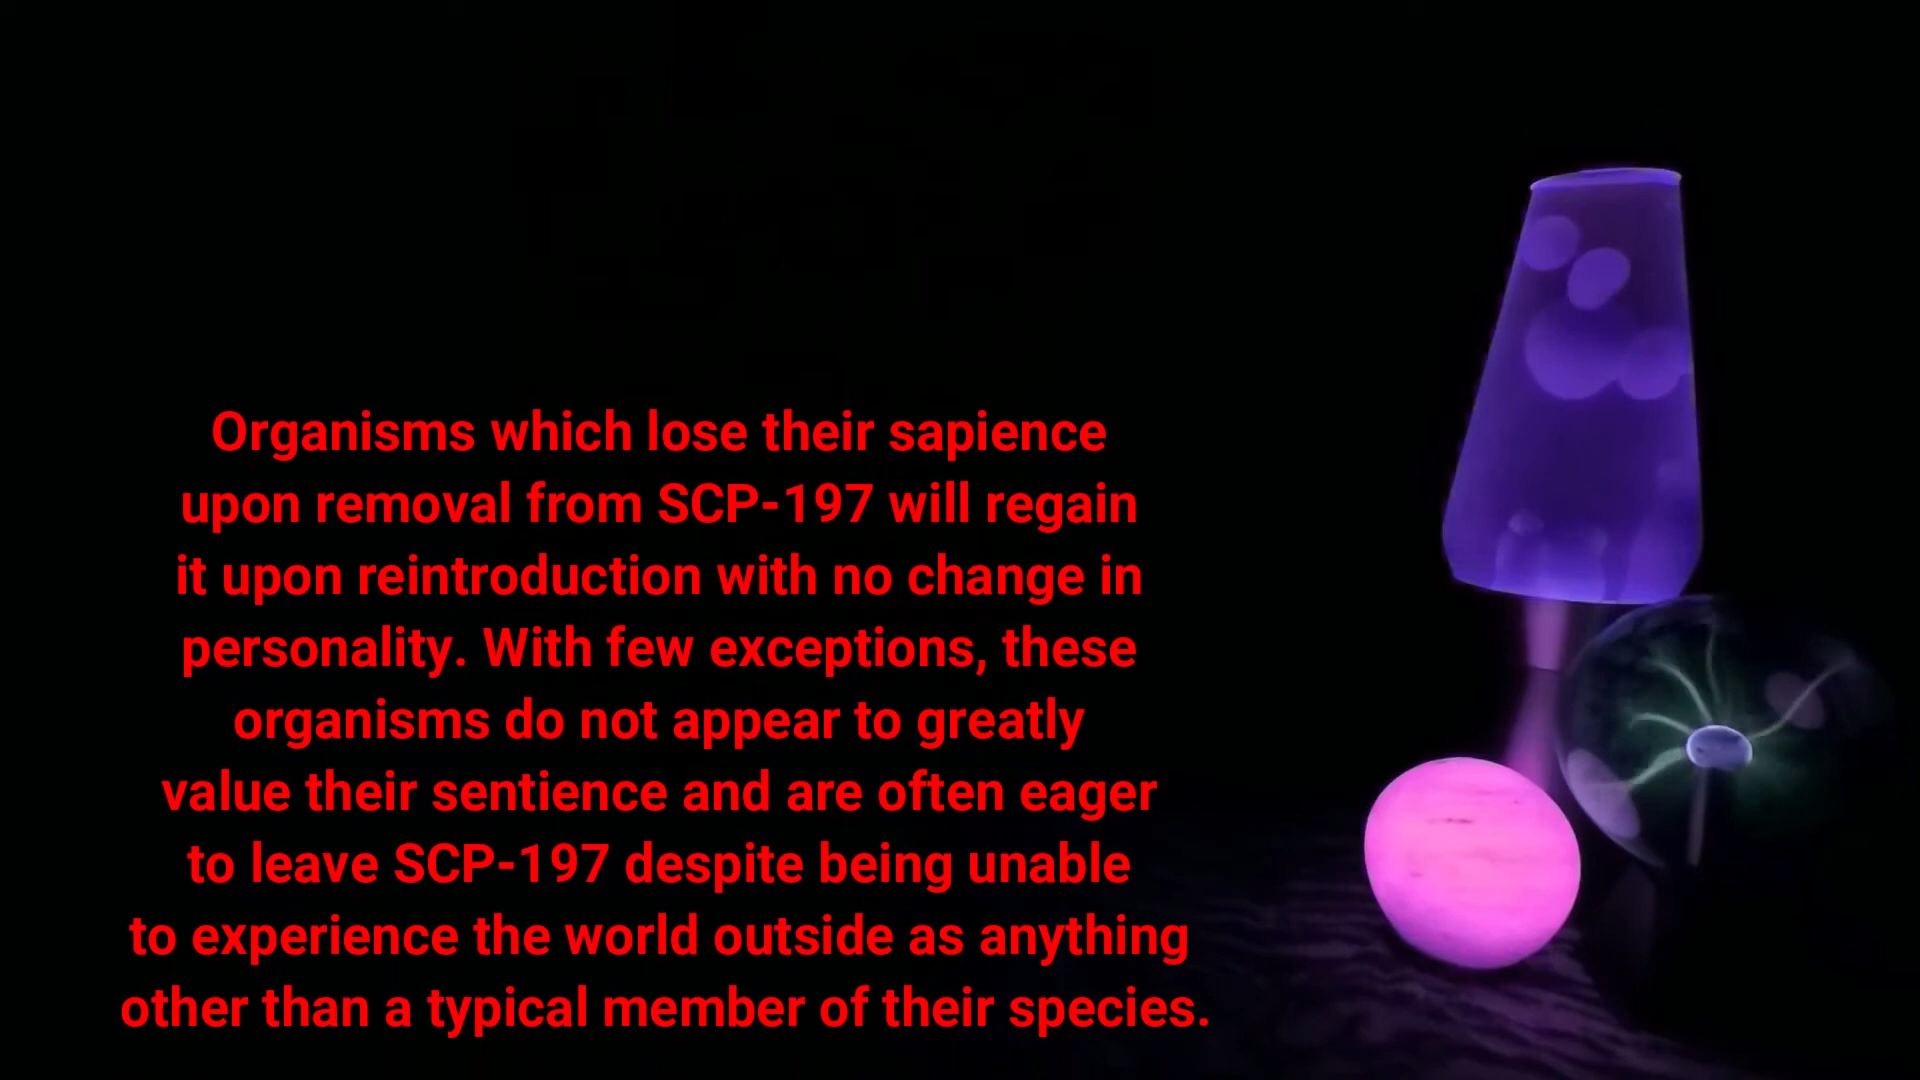 Organisms which lose their sapience
upon removal from SCP-197 will regain
it upon reintroduction with no change in
personality. With few exceptions, these
organisms do not appear to greatly
value their sentience and are often eager
to leave SCP-197 despite being unable
to experience the world outside as anything
other than a typical member of their species.